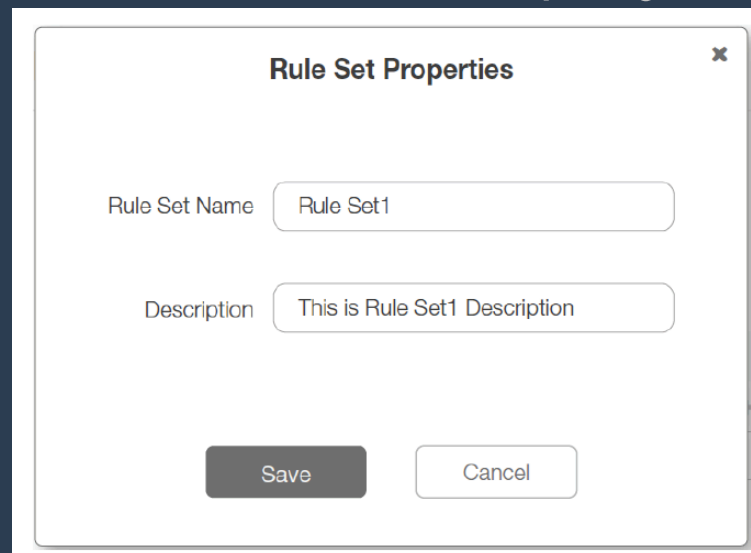 Rule Set Properties
Rule Set Name
Rule Set1
Description
This is Rule Set1 Description
Save
Cancel